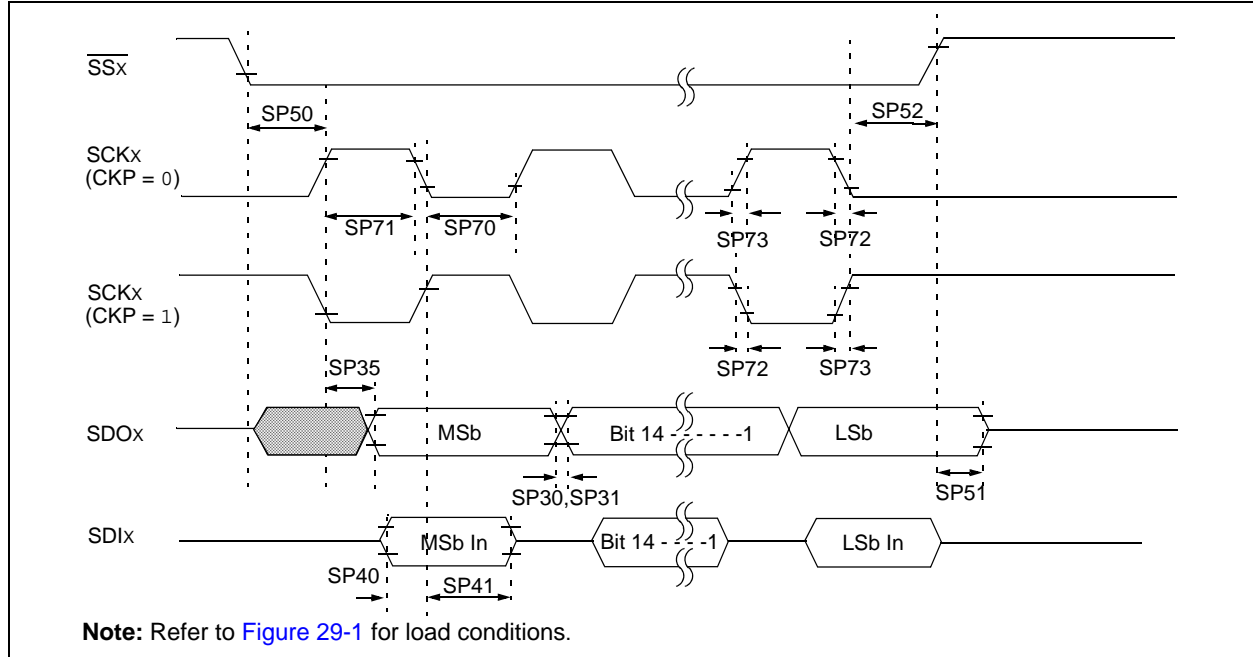 SSX
SP50
SP52
SCKX
(CKP = 0)
SP71
SP70
SP73
SP72
SCKX
(CKP = 1)
SP35
SP72
SP73
SDOX
MSb
Bit 14 - - - - - -1
LSb
SP30,SP31
SP51
SDIX
MSb In
Bit 14 - - - -1
LSb In
SP40
SP41
Note: Refer to Figure 29-1 for load conditions.